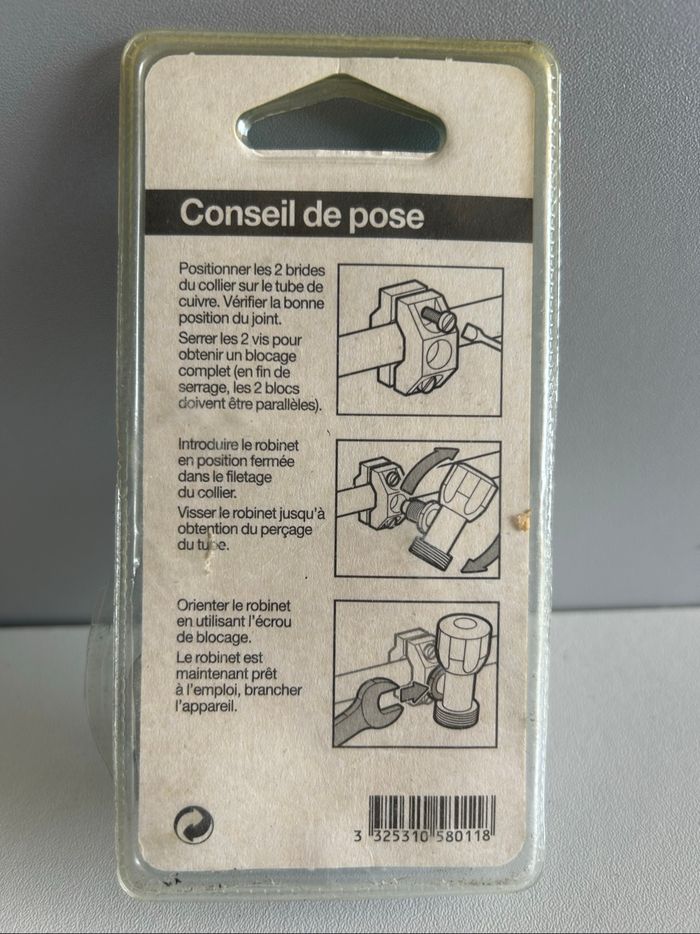 Conseil de pose
Positionner les 2 brides
du collier sur le tube de
cuivre. Vérifier la bonne
position du joint.
Serrer les 2 vis pour
obtenir un blocage
complet (en fin de
serrage, les 2 blocs
doivent être parallèles).
Introduire le robinet
en position fermée
dans le filetage
du collier.
Visser le robinet jusqu'à
obtention du perçage
du tube.
Orienter le robinet
en utilisant l'écrou
de blocage.
Le robinet est
maintenant prêt
à l'emploi, brancher
l'appareil.
3 325310 580118